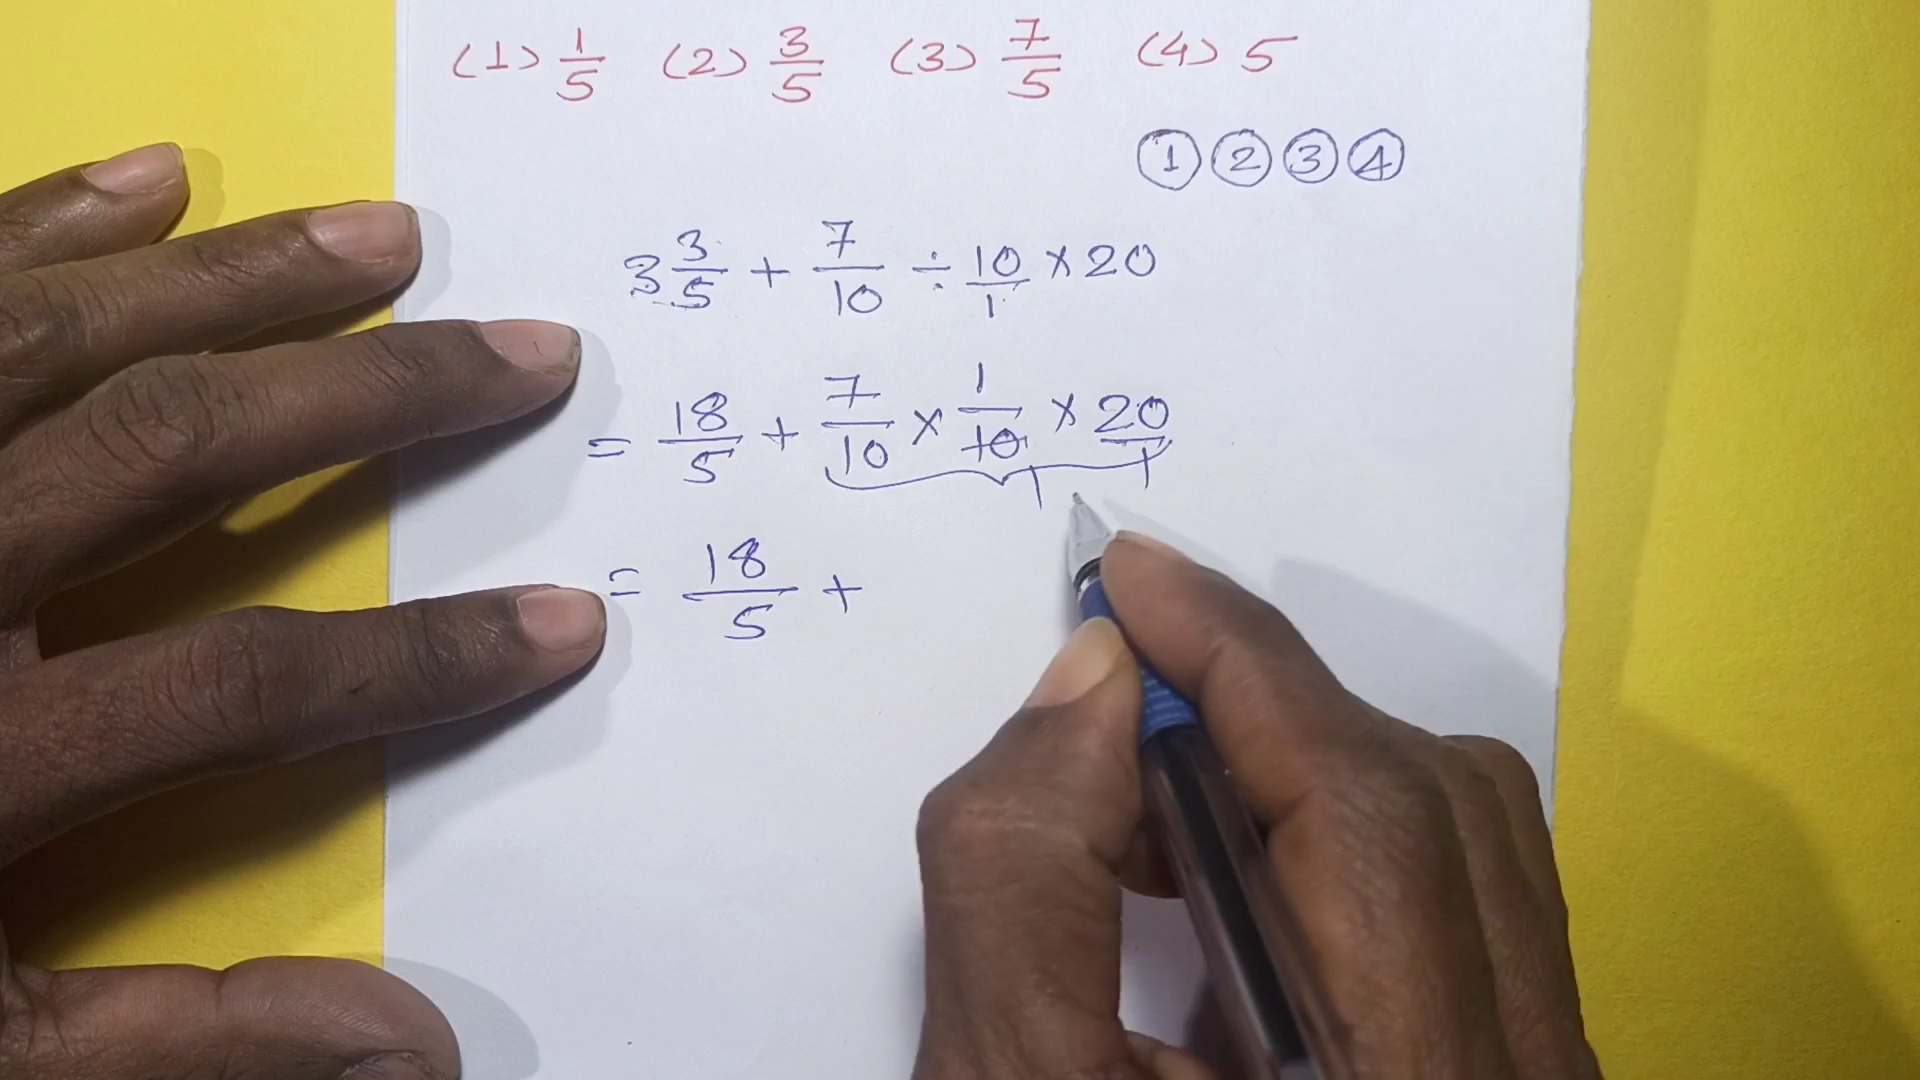 (1) 1/5 (2) 3/5 (3) 7/5 (4) 5
① ② ③ ④
3 3/5 + 7/10 ÷ 10/1 × 20
= 18/5 + 7/10 × 1/10 × 20/1
= 18/5 +